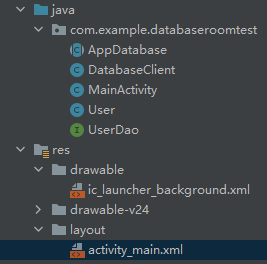 java
com.example.databaseroomtest
AppDatabase
DatabaseClient
MainActivity
User
UserDao
res
drawable
ic_launcher_background.xml
drawable-v24
layout
activity_main.xml